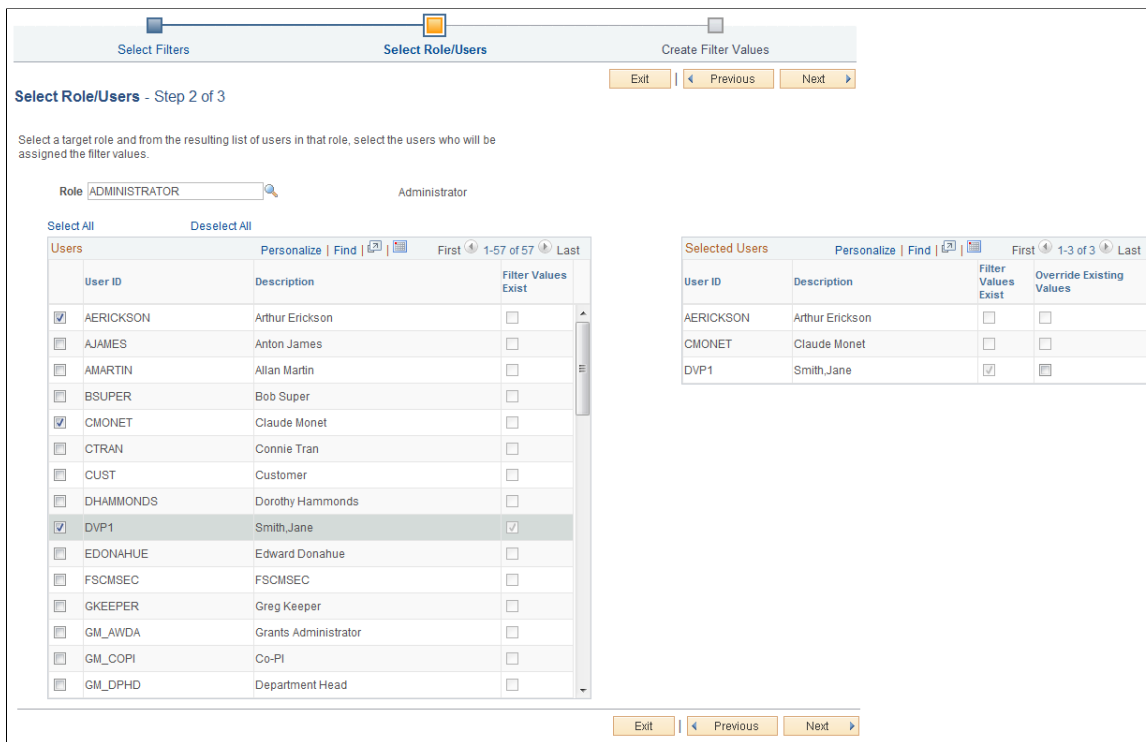 Select Filters Select Role/Users Create Filter Values
Exit | Previous Next
Select Role/Users - Step 2 of 3
Select a target role and from the resulting list of users in that role, select the users who will be
assigned the filter values.
Role ADMINISTRATOR Administrator
Select All Deselect All
Users Personalize | Find | | First 1-57 of 57 Last
User ID Description Filter Values
Exist
AERICKSON Arthur Erickson
AJAMES Anton James
AMARTIN Allan Martin
BSUPER Bob Super
CMONET Claude Monet
CTRAN Connie Tran
CUST Customer
DHAMMONDS Dorothy Hammonds
DVP1 Smith,Jane
EDONAHUE Edward Donahue
FSCMSEC FSCMSEC
GKEEPER Greg Keeper
GM_AWDA Grants Administrator
GM_COPI Co-PI
GM_DPHD Department Head
Selected Users Personalize | Find | | First 1-3 of 3 Last
User ID Description Filter
Values
Exist Override Existing
Values
AERICKSON Arthur Erickson
CMONET Claude Monet
DVP1 Smith,Jane
Exit | Previous Next